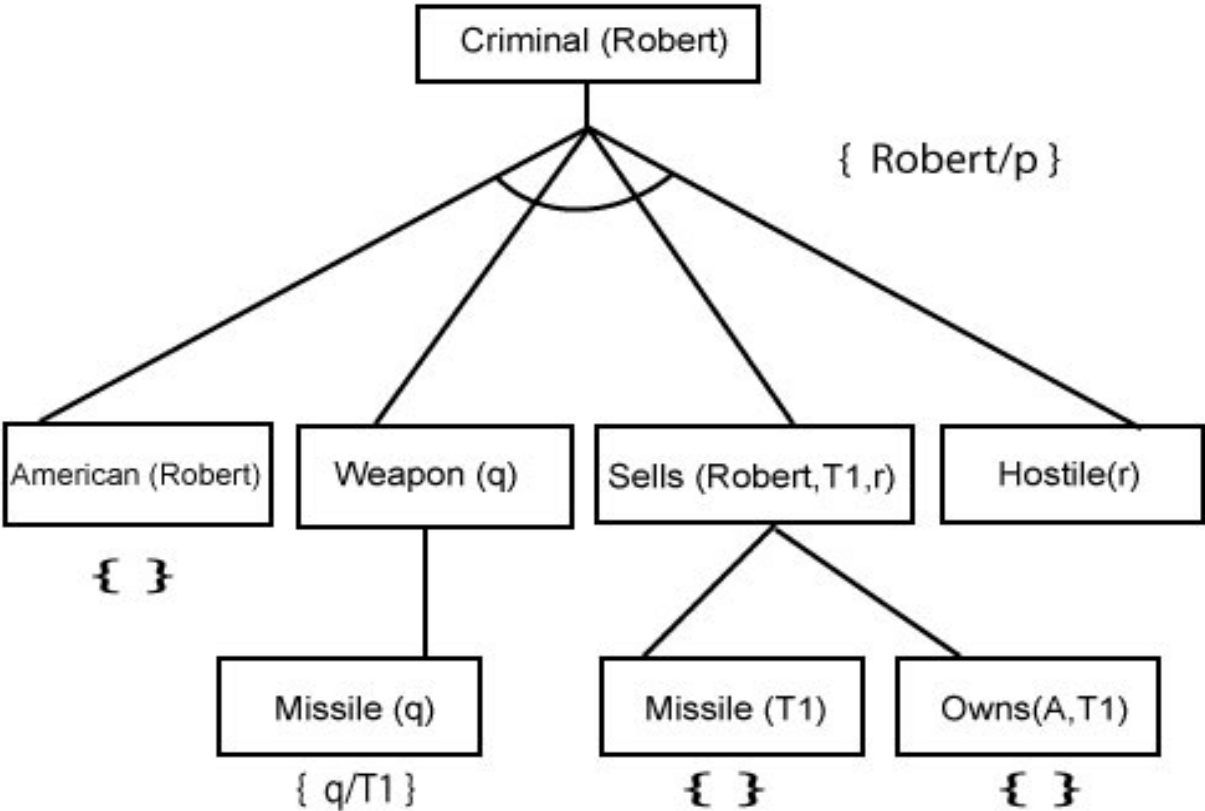 Criminal (Robert)
{ Robert/p }
American (Robert)
Weapon (q)
Sells (Robert,T1,r)
Hostile(r)
{ }
Missile (q)
Missile (T1)
Owns(A,T1)
{ q/T1 }
{ }
{ }